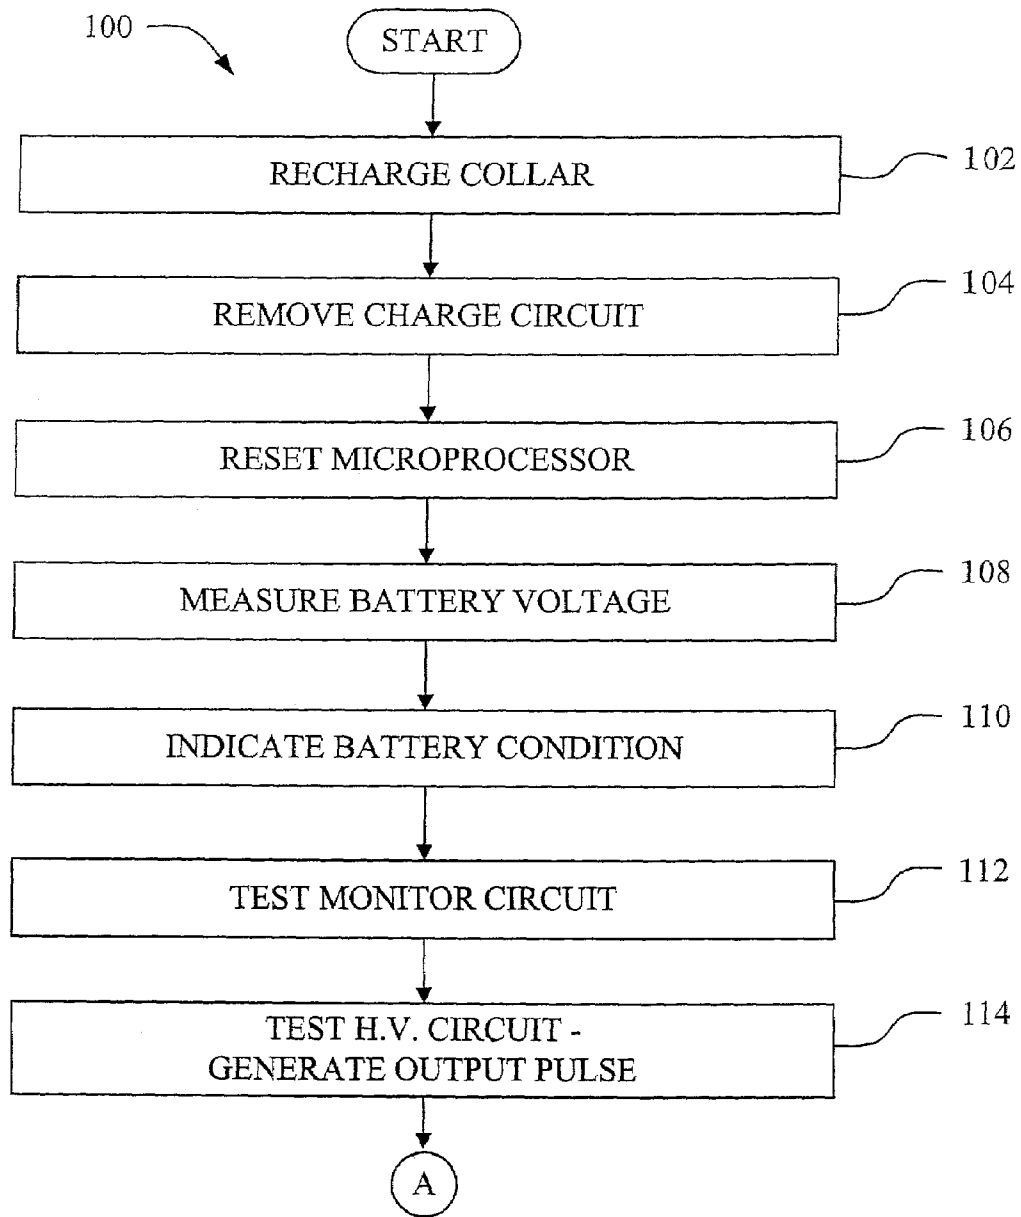 100
START
RECHARGE COLLAR
102
REMOVE CHARGE CIRCUIT
104
RESET MICROPROCESSOR
106
MEASURE BATTERY VOLTAGE
108
INDICATE BATTERY CONDITION
110
TEST MONITOR CIRCUIT
112
TEST H.V. CIRCUIT -
GENERATE OUTPUT PULSE
114
A